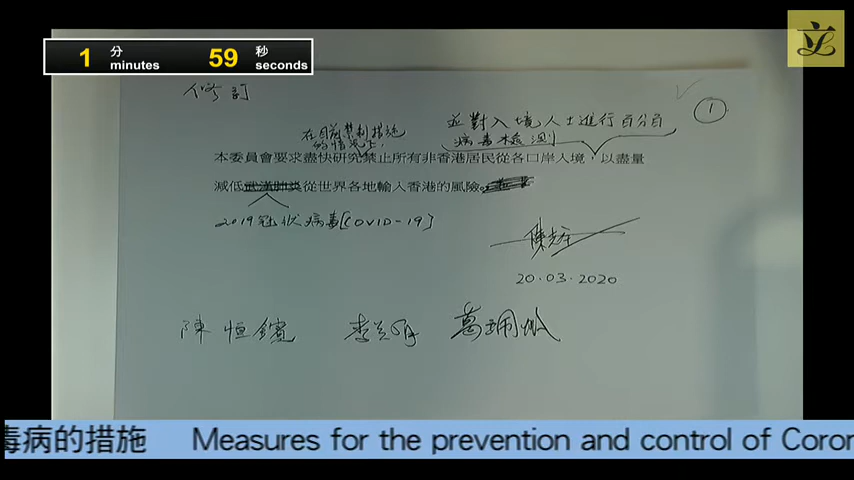 1 分 minutes 59 秒 seconds
立
修訂
1
並對入境人士進行百分百
病毒檢測
在目前禁制措施
的情況上,
本委員會要求盡快研究禁止所有非香港居民從各口岸入境,以盡量
減低武漢肺炎從世界各地輸入香港的風險。
2019冠狀病毒[COVID-19]
20.03.2020
陳恒鑌 葛珮帆
毒病的措施 Measures for the prevention and control of Coron